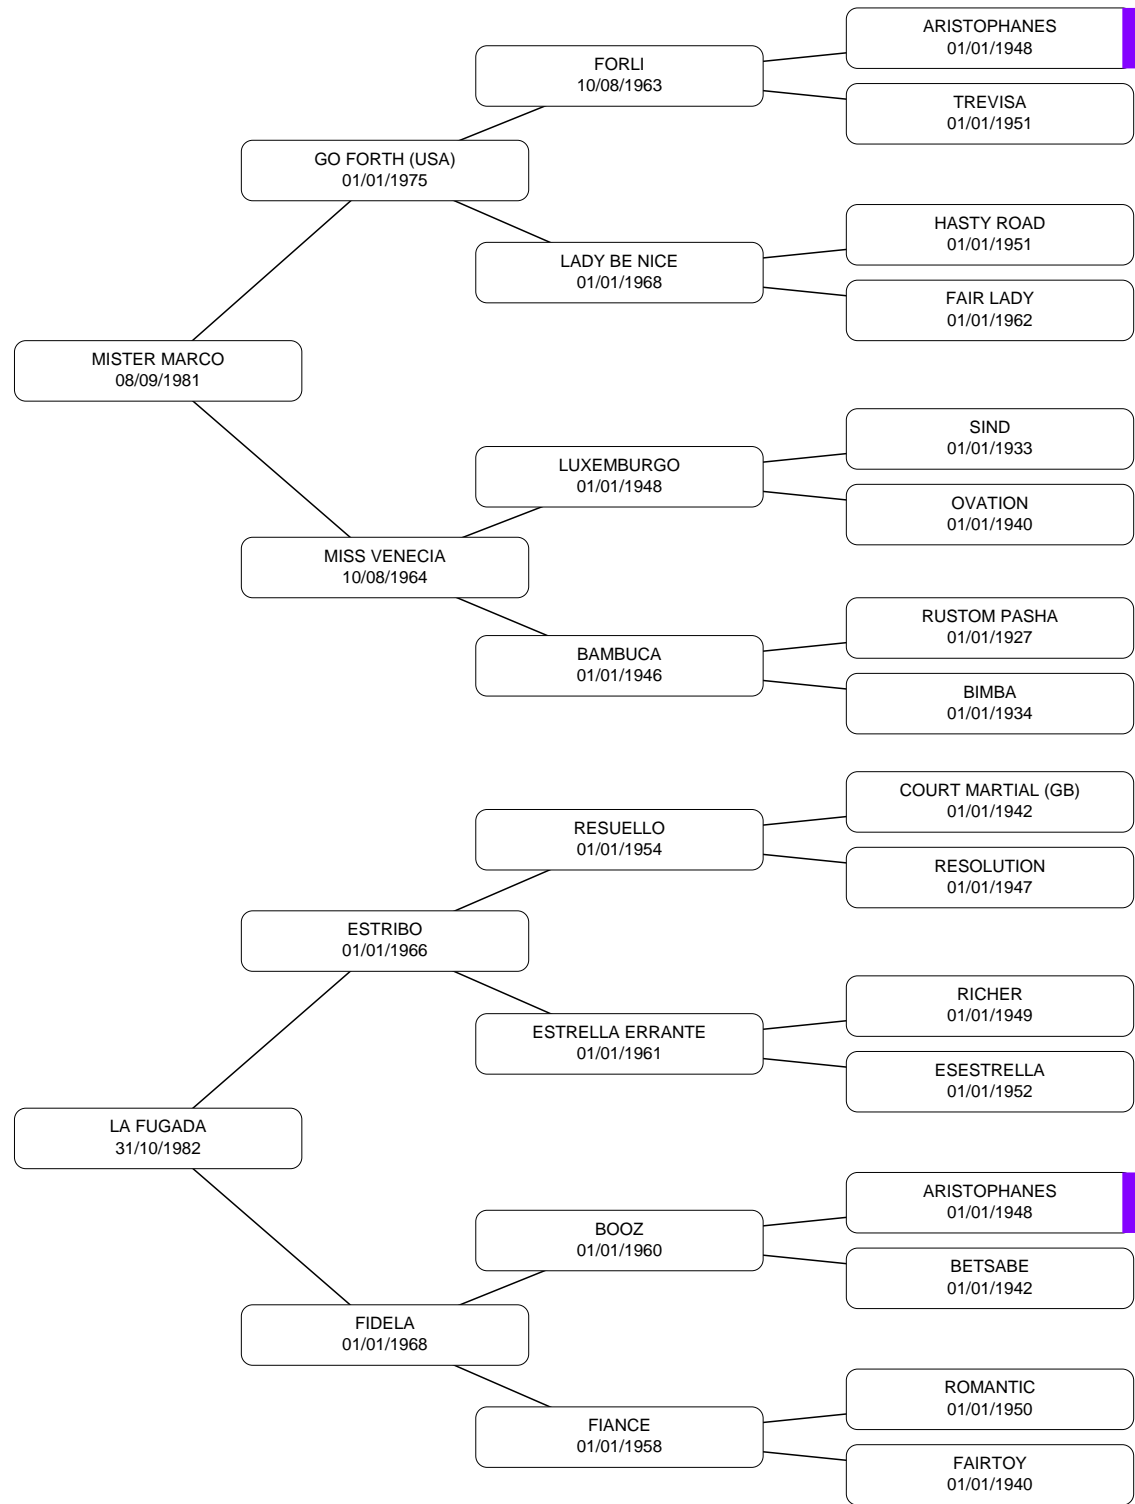 ARISTOPHANES
01/01/1948
FORLI
10/08/1963
TREVISA
01/01/1951
GO FORTH (USA)
01/01/1975
HASTY ROAD
01/01/1951
LADY BE NICE
01/01/1968
FAIR LADY
01/01/1962
MISTER MARCO
08/09/1981
SIND
01/01/1933
LUXEMBURGO
01/01/1948
OVATION
01/01/1940
MISS VENECIA
10/08/1964
RUSTOM PASHA
01/01/1927
BAMBUCA
01/01/1946
BIMBA
01/01/1934
COURT MARTIAL (GB)
01/01/1942
RESUELLO
01/01/1954
RESOLUTION
01/01/1947
ESTRIBO
01/01/1966
RICHER
01/01/1949
ESTRELLA ERRANTE
01/01/1961
ESESTRELLA
01/01/1952
LA FUGADA
31/10/1982
ARISTOPHANES
01/01/1948
BOOZ
01/01/1960
BETSABE
01/01/1942
FIDELA
01/01/1968
ROMANTIC
01/01/1950
FIANCE
01/01/1958
FAIRTOY
01/01/1940